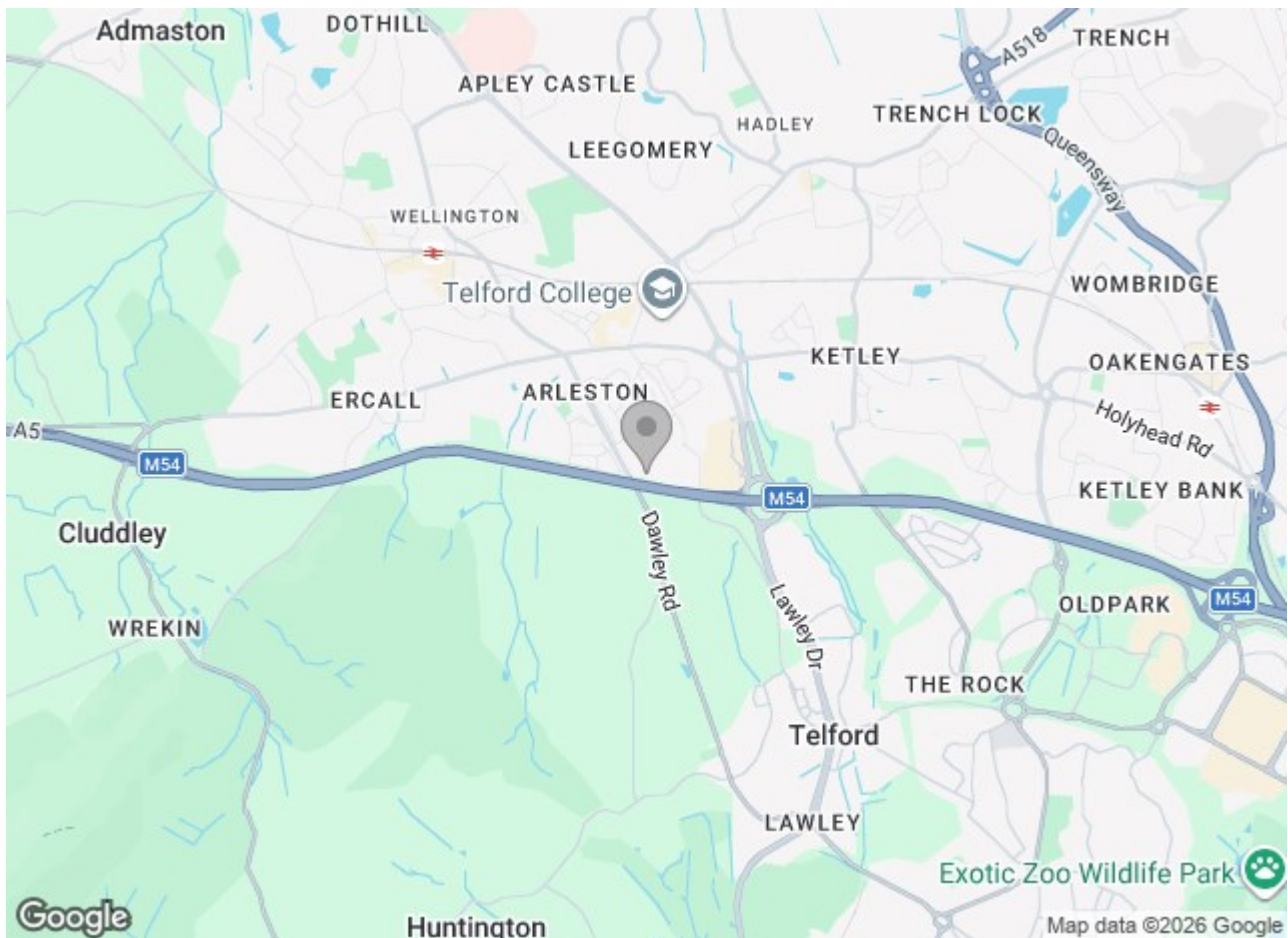 Admaston
DOTHILL
A518
TRENCH
APLEY CASTLE
TRENCH LOCK
HADLEY
LEEGOMERY
Queensway
WELLINGTON
Telford College
WOMBRIDGE
KETLEY
OAKENGATES
ARLESTON
ERCALL
Holyhead Rd
A5
M54
M54
KETLEY BANK
Cluddley
Dawley Rd
Lawley Dr
M54
OLDPARK
WREKIN
THE ROCK
Telford
LAWLEY
Exotic Zoo Wildlife Park
Google
Huntington
Map data ©2026 Google